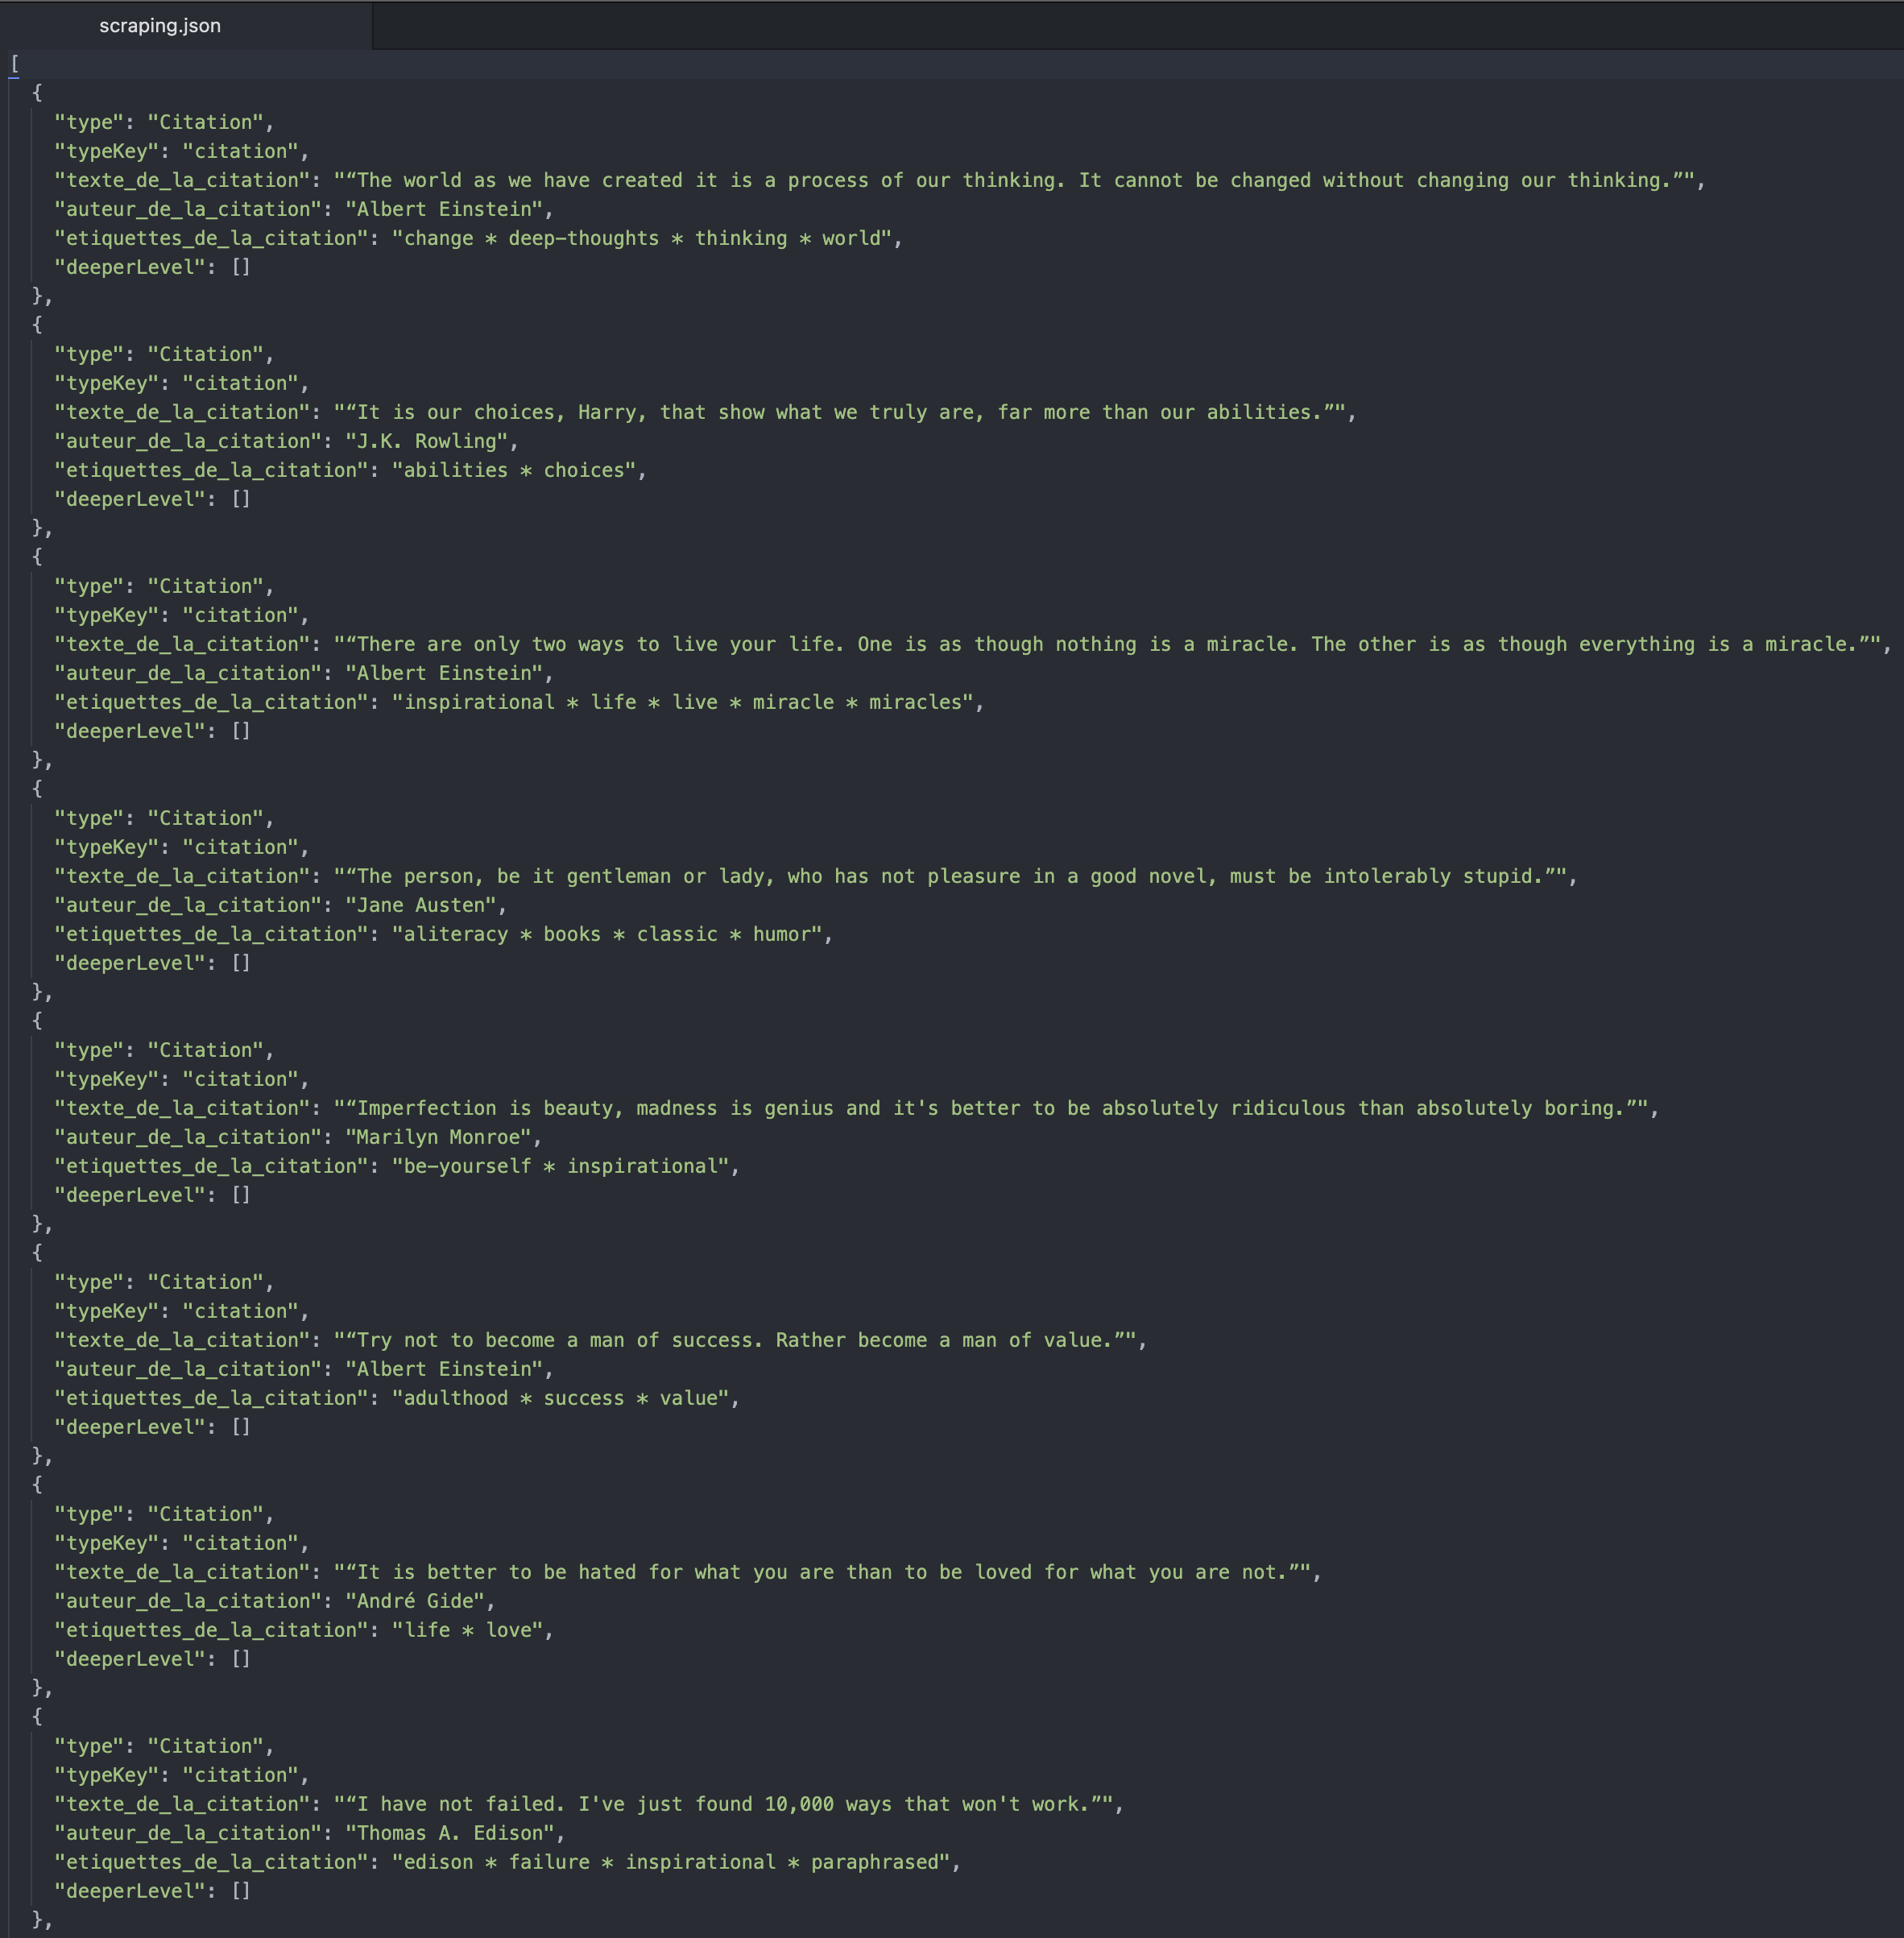 scraping.json
[
{
"type": "Citation",
"typeKey": "citation",
"texte_de_la_citation": "“The world as we have created it is a process of our thinking. It cannot be changed without changing our thinking.”",
"auteur_de_la_citation": "Albert Einstein",
"etiquettes_de_la_citation": "change * deep-thoughts * thinking * world",
"deeperLevel": []
},
{
"type": "Citation",
"typeKey": "citation",
"texte_de_la_citation": "“It is our choices, Harry, that show what we truly are, far more than our abilities.”",
"auteur_de_la_citation": "J.K. Rowling",
"etiquettes_de_la_citation": "abilities * choices",
"deeperLevel": []
},
{
"type": "Citation",
"typeKey": "citation",
"texte_de_la_citation": "“There are only two ways to live your life. One is as though nothing is a miracle. The other is as though everything is a miracle.”",
"auteur_de_la_citation": "Albert Einstein",
"etiquettes_de_la_citation": "inspirational * life * live * miracle * miracles",
"deeperLevel": []
},
{
"type": "Citation",
"typeKey": "citation",
"texte_de_la_citation": "“The person, be it gentleman or lady, who has not pleasure in a good novel, must be intolerably stupid.”",
"auteur_de_la_citation": "Jane Austen",
"etiquettes_de_la_citation": "aliteracy * books * classic * humor",
"deeperLevel": []
},
{
"type": "Citation",
"typeKey": "citation",
"texte_de_la_citation": "“Imperfection is beauty, madness is genius and it's better to be absolutely ridiculous than absolutely boring.”",
"auteur_de_la_citation": "Marilyn Monroe",
"etiquettes_de_la_citation": "be-yourself * inspirational",
"deeperLevel": []
},
{
"type": "Citation",
"typeKey": "citation",
"texte_de_la_citation": "“Try not to become a man of success. Rather become a man of value.”",
"auteur_de_la_citation": "Albert Einstein",
"etiquettes_de_la_citation": "adulthood * success * value",
"deeperLevel": []
},
{
"type": "Citation",
"typeKey": "citation",
"texte_de_la_citation": "“It is better to be hated for what you are than to be loved for what you are not.”",
"auteur_de_la_citation": "André Gide",
"etiquettes_de_la_citation": "life * love",
"deeperLevel": []
},
{
"type": "Citation",
"typeKey": "citation",
"texte_de_la_citation": "“I have not failed. I've just found 10,000 ways that won't work.”",
"auteur_de_la_citation": "Thomas A. Edison",
"etiquettes_de_la_citation": "edison * failure * inspirational * paraphrased",
"deeperLevel": []
},